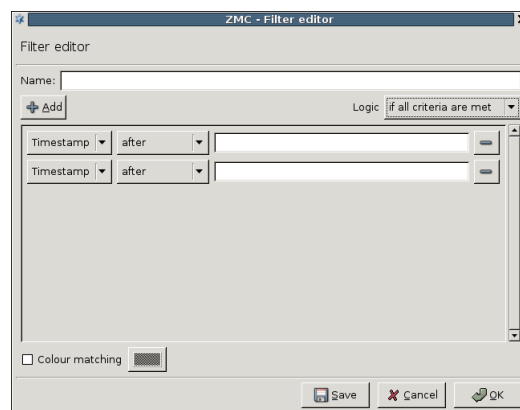 ZMC - Filter editor
Filter editor
Name:
Add
Logic if all criteria are met
Timestamp after
Timestamp after
Colour matching
Save Cancel OK